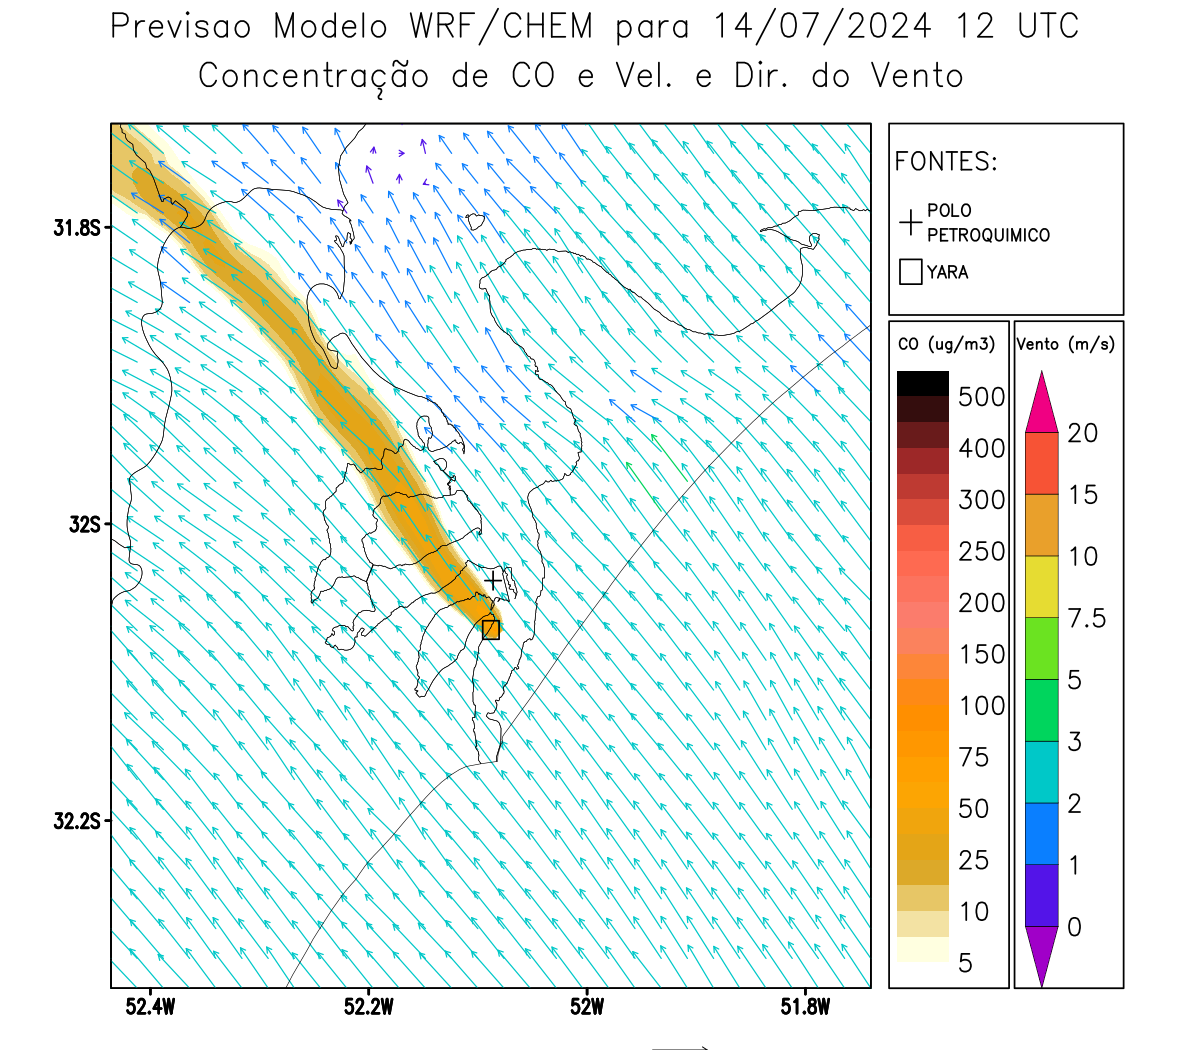 Previsao Modelo WRF/CHEM para 14/07/2024 12 UTC
Concentração de CO e Vel. e Dir. do Vento
FONTES:
POLO
PETROQUIMICO
YARA
CO (ug/m3)
500
400
300
250
200
150
100
75
50
25
10
5
Vento (m/s)
20
15
10
7.5
5
3
2
1
0
31.8S
32S
32.2S
52.4W
52.2W
52W
51.8W